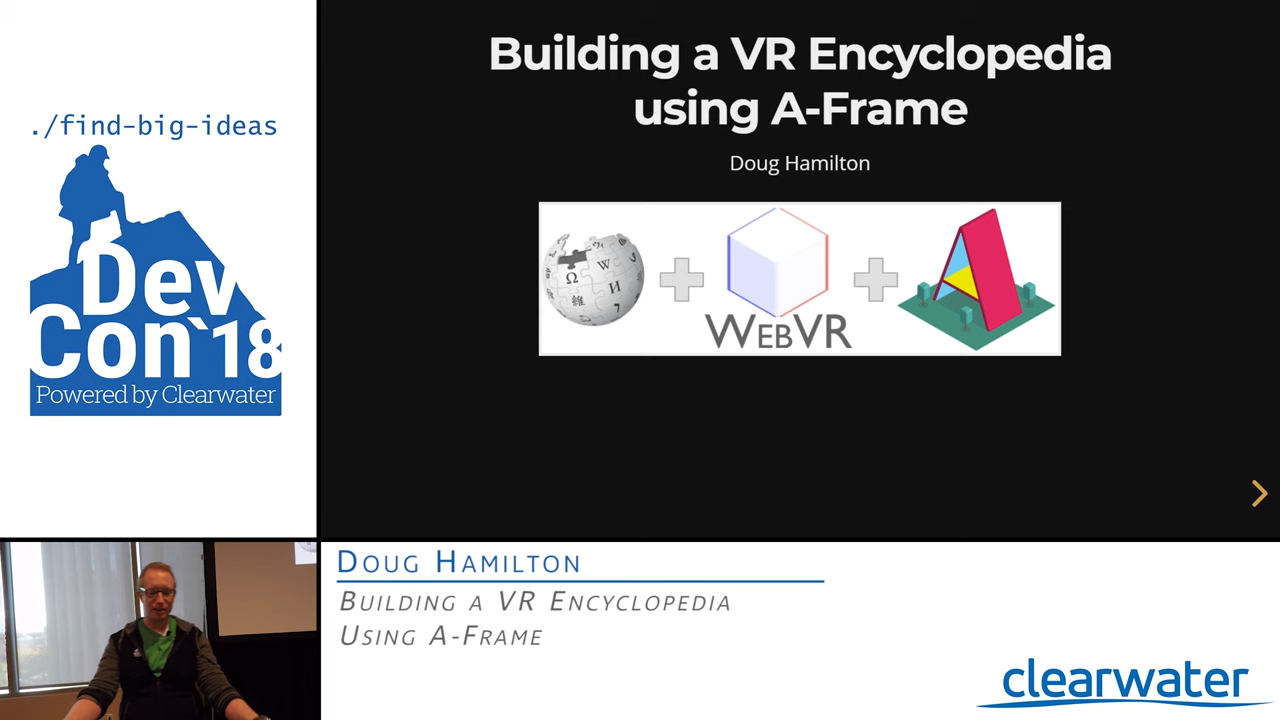 ./find-big-ideas
Dev
Con`18
Powered by Clearwater
Building a VR Encyclopedia
using A-Frame
Doug Hamilton
Ω W И 維
WEBVR
DOUG HAMILTON
BUILDING A VR ENCYCLOPEDIA
USING A-FRAME
clearwater